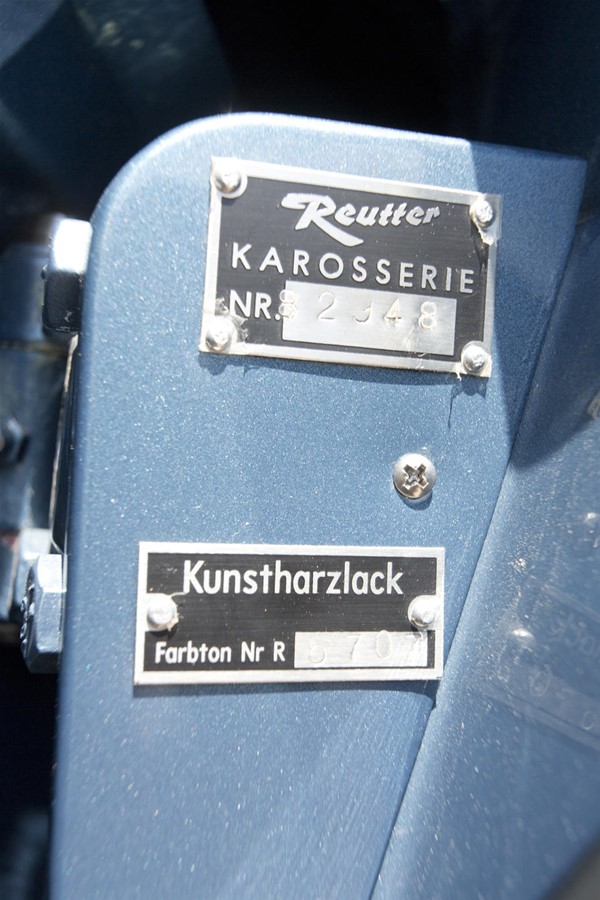 Reutter
KAROSSERIE
NR.
Kunstharzlack
Farbton Nr R